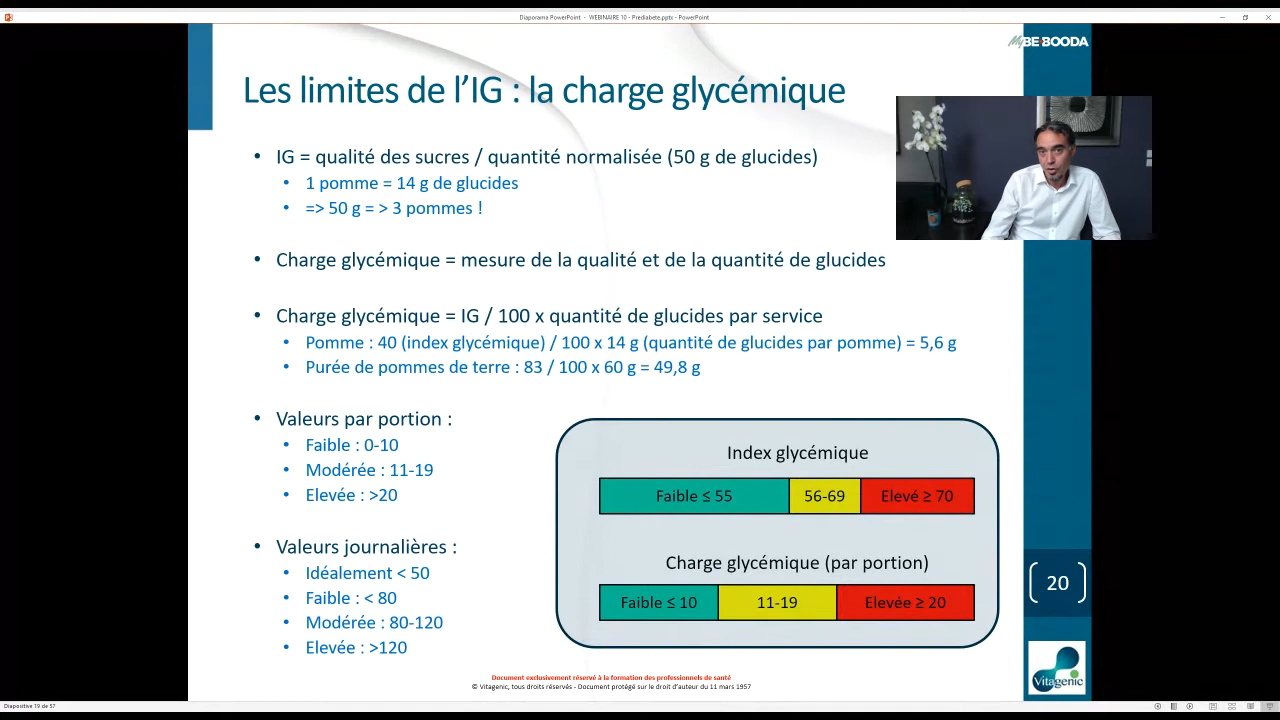 Diaporama PowerPoint - WEBINAIRE 10 - Prediabete.pptx - PowerPoint
MyBE-BOODA
Les limites de l'IG : la charge glycémique
• IG = qualité des sucres / quantité normalisée (50 g de glucides)
• 1 pomme = 14 g de glucides
• => 50 g = > 3 pommes !
• Charge glycémique = mesure de la qualité et de la quantité de glucides
• Charge glycémique = IG / 100 x quantité de glucides par service
• Pomme : 40 (index glycémique) / 100 x 14 g (quantité de glucides par pomme) = 5,6 g
• Purée de pommes de terre : 83 / 100 x 60 g = 49,8 g
• Valeurs par portion :
• Faible : 0-10
• Modérée : 11-19
• Elevée : >20
• Valeurs journalières :
• Idéalement < 50
• Faible : < 80
• Modérée : 80-120
• Elevée : >120
Index glycémique
Faible ≤ 55 56-69 Elevé ≥ 70
Charge glycémique (par portion)
Faible ≤ 10 11-19 Elevée ≥ 20
20
Vitagenic
Document exclusivement réservé à la formation des professionnels de santé
© Vitagenic, tous droits réservés - Document protégé sur le droit d'auteur du 11 mars 1957
Diapositive 19 de 57